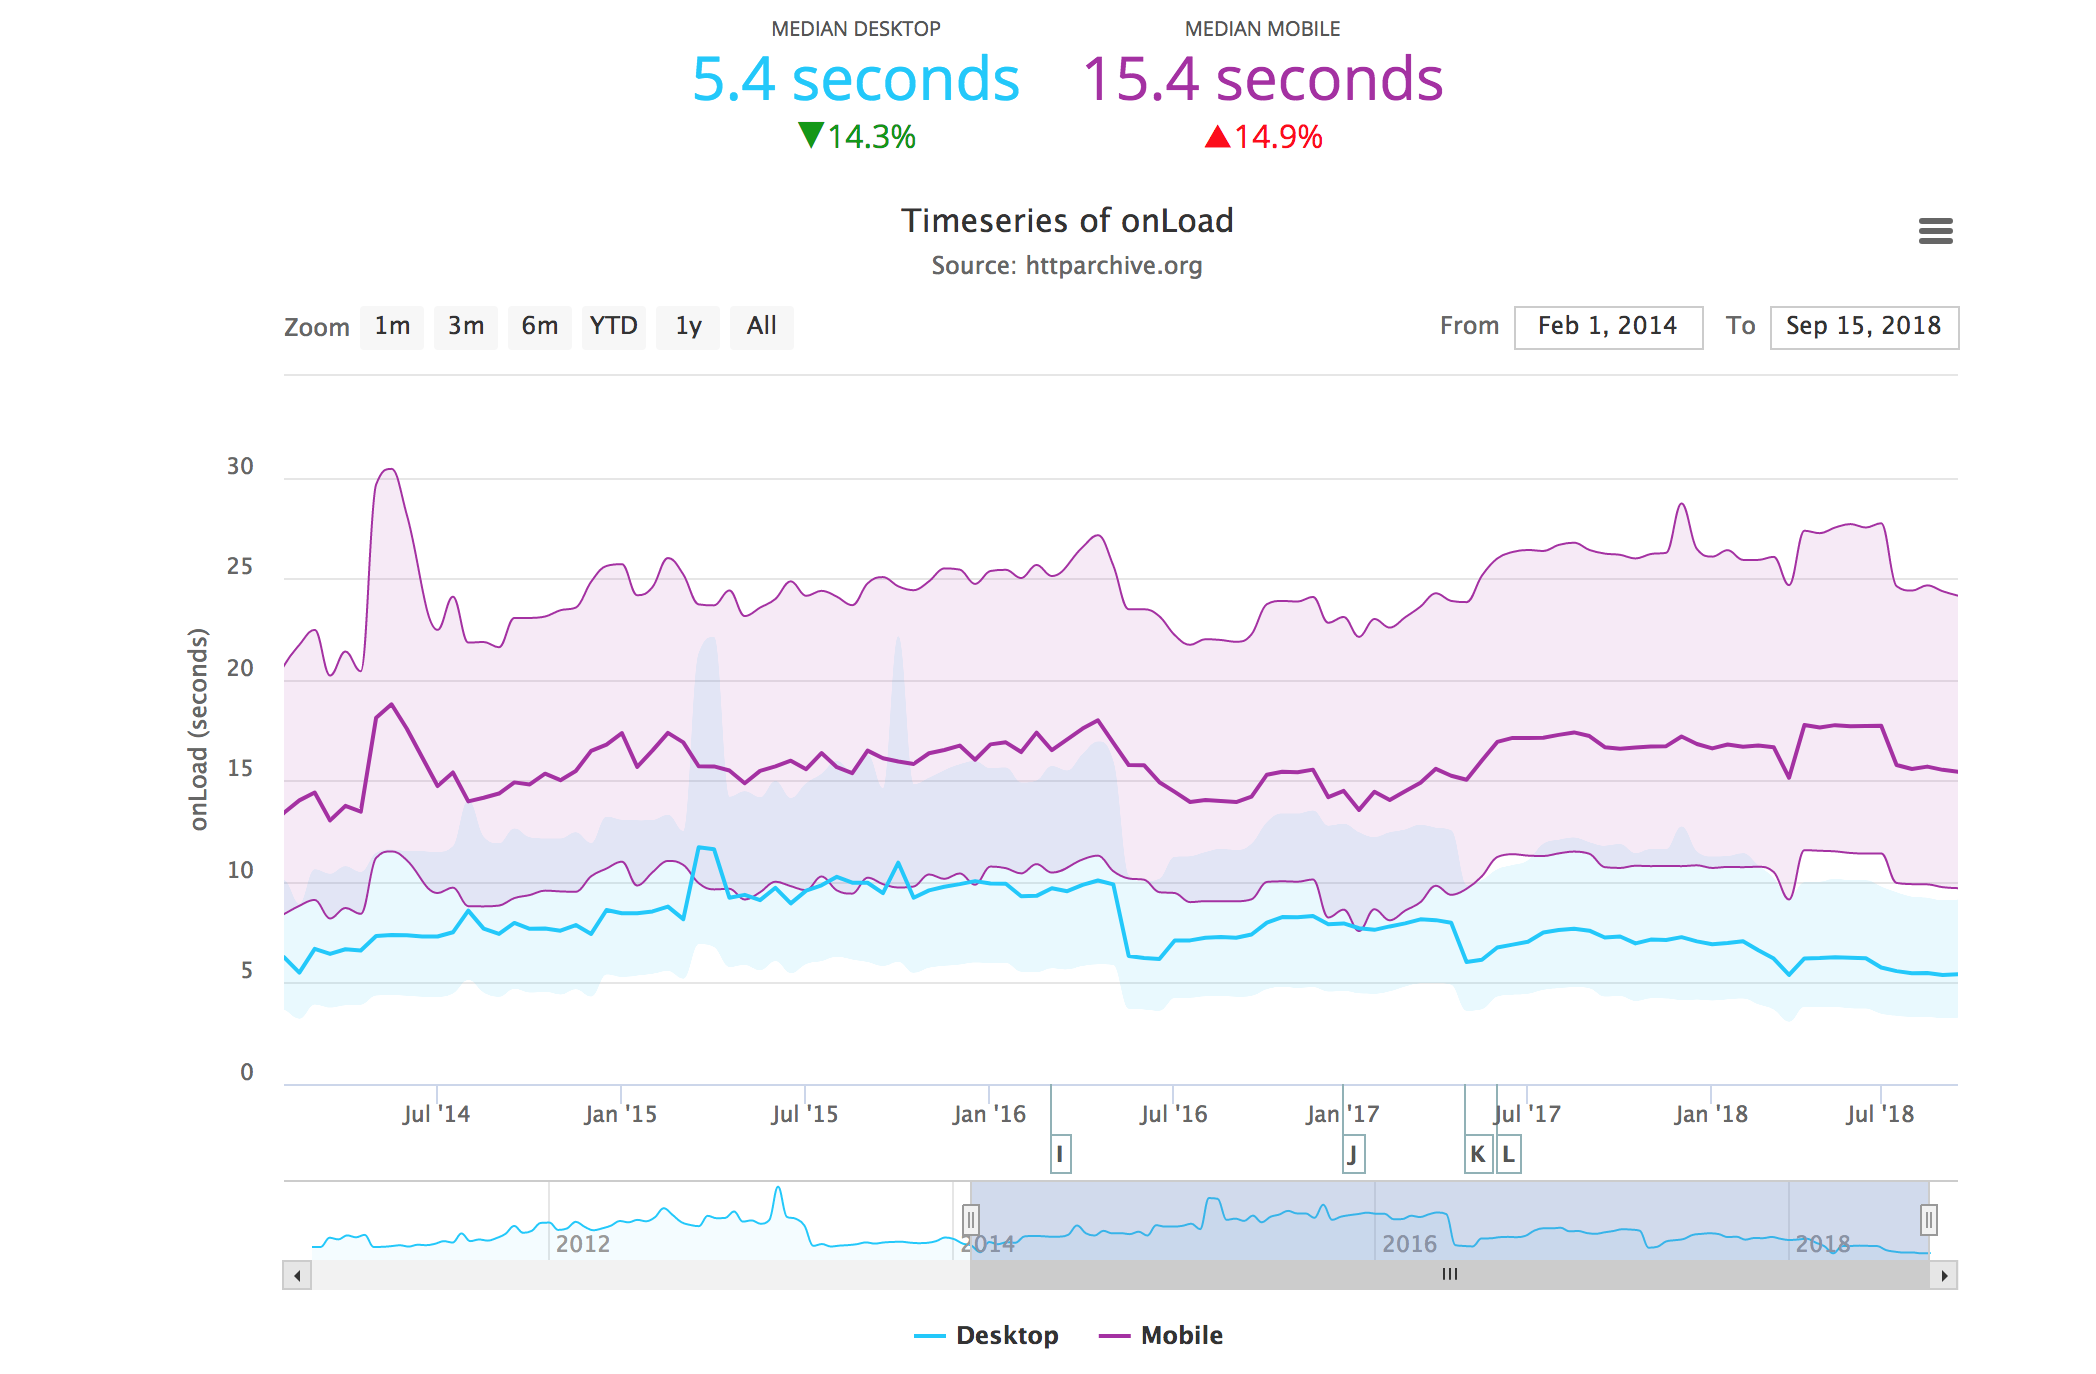 MEDIAN DESKTOP MEDIAN MOBILE
5.4 seconds 15.4 seconds
▼14.3% ▲14.9%
Timeseries of onLoad
Source: httparchive.org
Zoom 1m 3m 6m YTD 1y All From Feb 1, 2014 To Sep 15, 2018
onLoad (seconds)
30
25
20
15
10
5
0
Jul '14 Jan '15 Jul '15 Jan '16 Jul '16 Jan '17 Jul '17 Jan '18 Jul '18
I J K L
2012 2014 2016 2018
Desktop Mobile